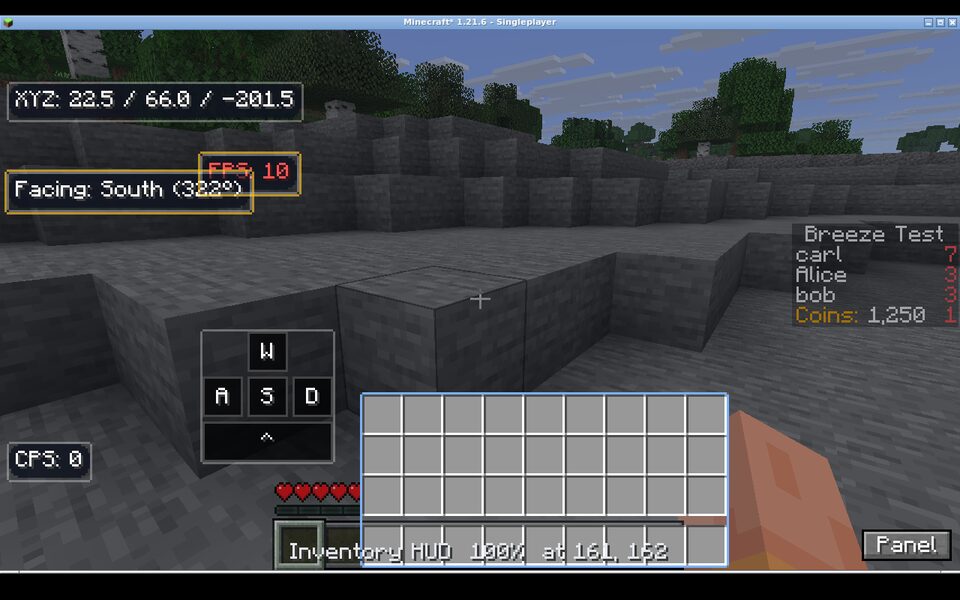 Minecraft* 1.21.6 - Singleplayer
XYZ: 22.5 / 66.0 / -201.5
FPS: 10
Facing: South (322°)
Breeze Test
carl 7
Alice 3
bob 3
Coins: 1,250 1
W
A S D
^
CPS: 0
Inventory HUD 100% at 161, 162
Panel